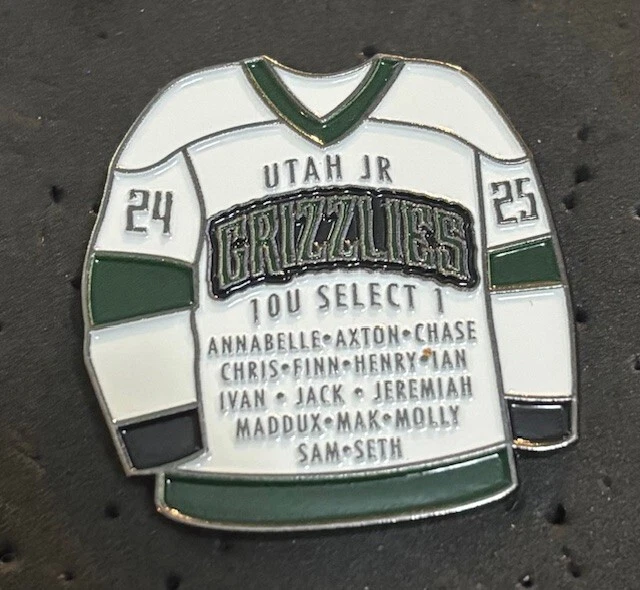 UTAH JR
24
GRIZZLIES
25
10U SELECT 1
ANNABELLE•AXTON•CHASE
CHRIS•FINN•HENRY•IAN
IVAN • JACK • JEREMIAH
MADDUX•MAK•MOLLY
SAM•SETH